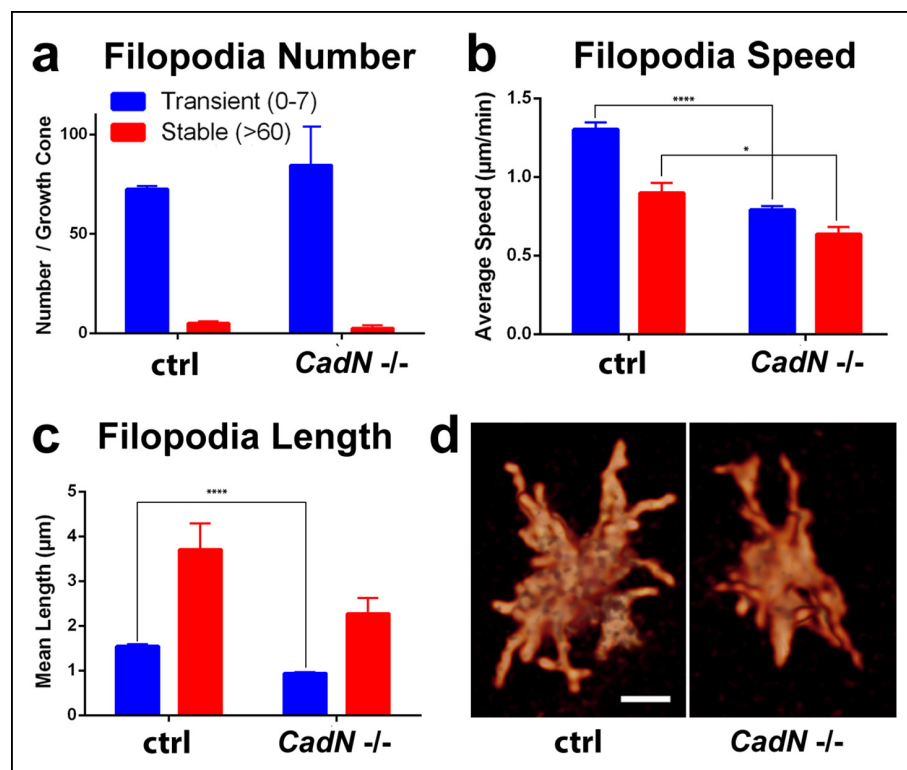 a Filopodia Number
Transient (0-7)
Stable (>60)
Number / Growth Cone
100
50
0
ctrl CadN -/-
b Filopodia Speed
Average Speed (µm/min)
1.5
1.0
0.5
0.0
****
*
ctrl CadN -/-
c Filopodia Length
Mean Length (µm)
5
4
3
2
1
0
****
ctrl CadN -/-
d
ctrl CadN -/-